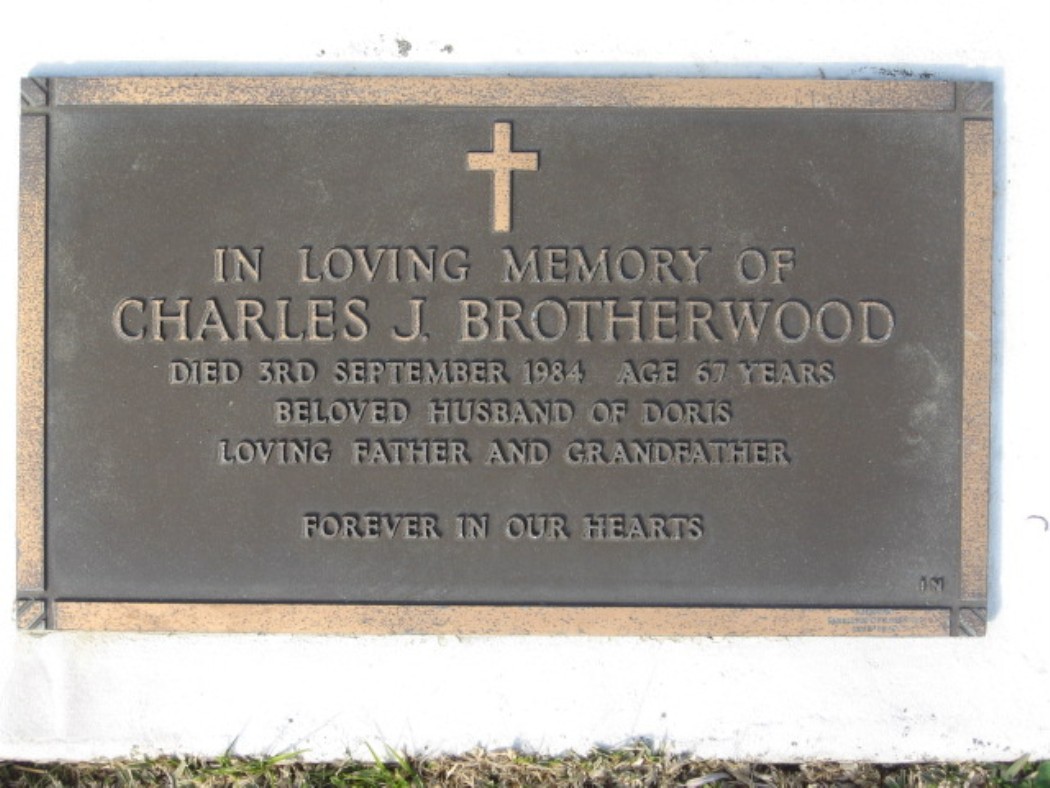 IN LOVING MEMORY OF
CHARLES J. BROTHERWOOD
DIED 3RD SEPTEMBER 1984 AGE 67 YEARS
BELOVED HUSBAND OF DORIS
LOVING FATHER AND GRANDFATHER
FOREVER IN OUR HEARTS